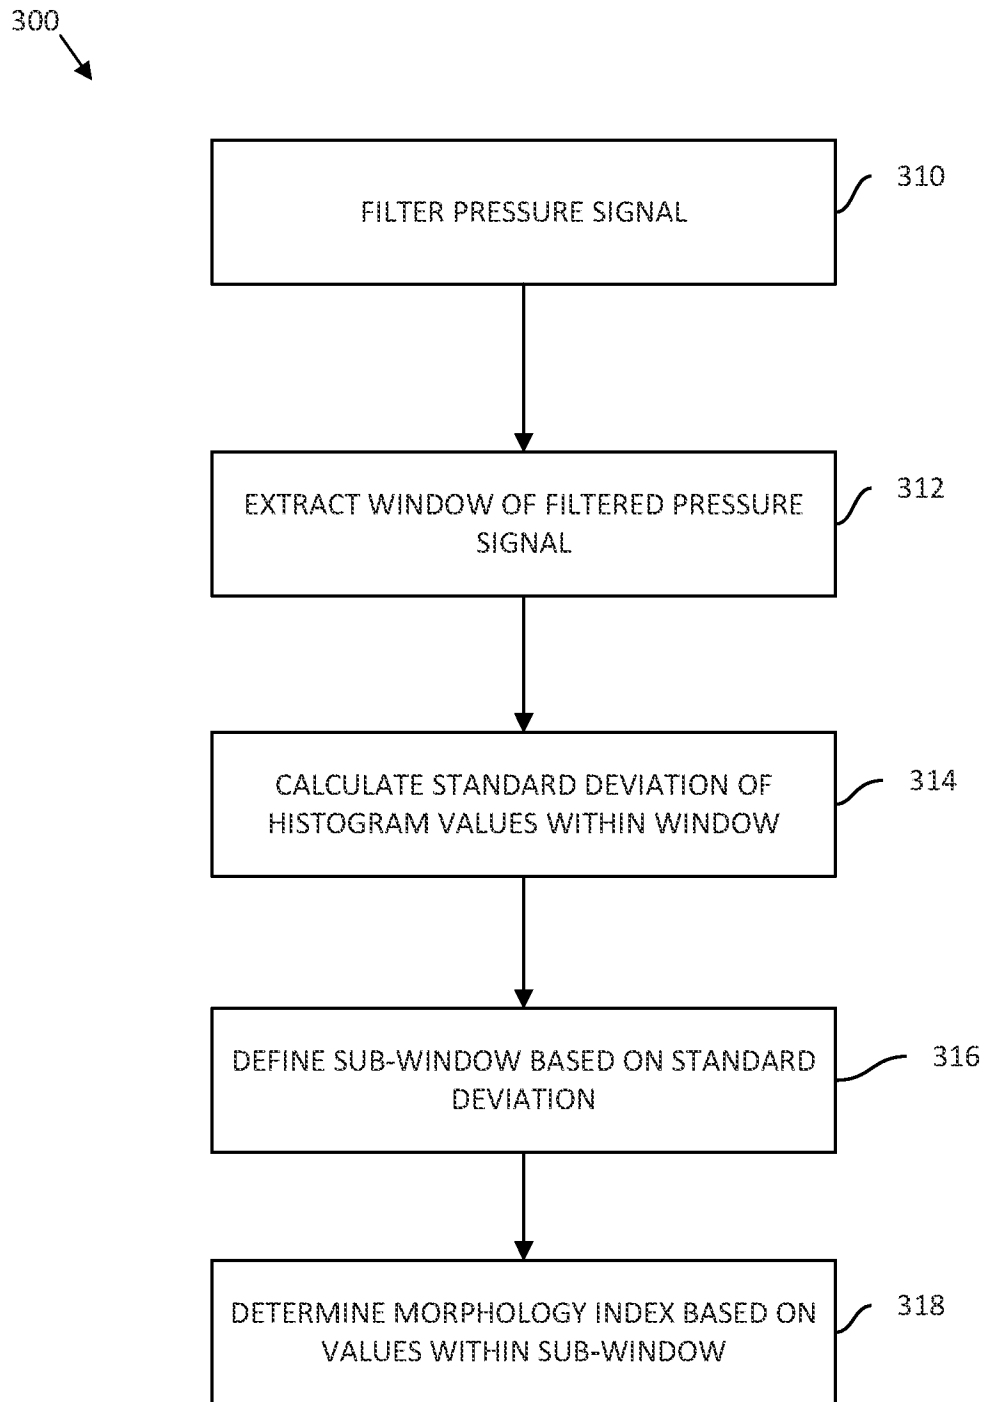 300
FILTER PRESSURE SIGNAL
310
EXTRACT WINDOW OF FILTERED PRESSURE
SIGNAL
312
CALCULATE STANDARD DEVIATION OF
HISTOGRAM VALUES WITHIN WINDOW
314
DEFINE SUB-WINDOW BASED ON STANDARD
DEVIATION
316
DETERMINE MORPHOLOGY INDEX BASED ON
VALUES WITHIN SUB-WINDOW
318